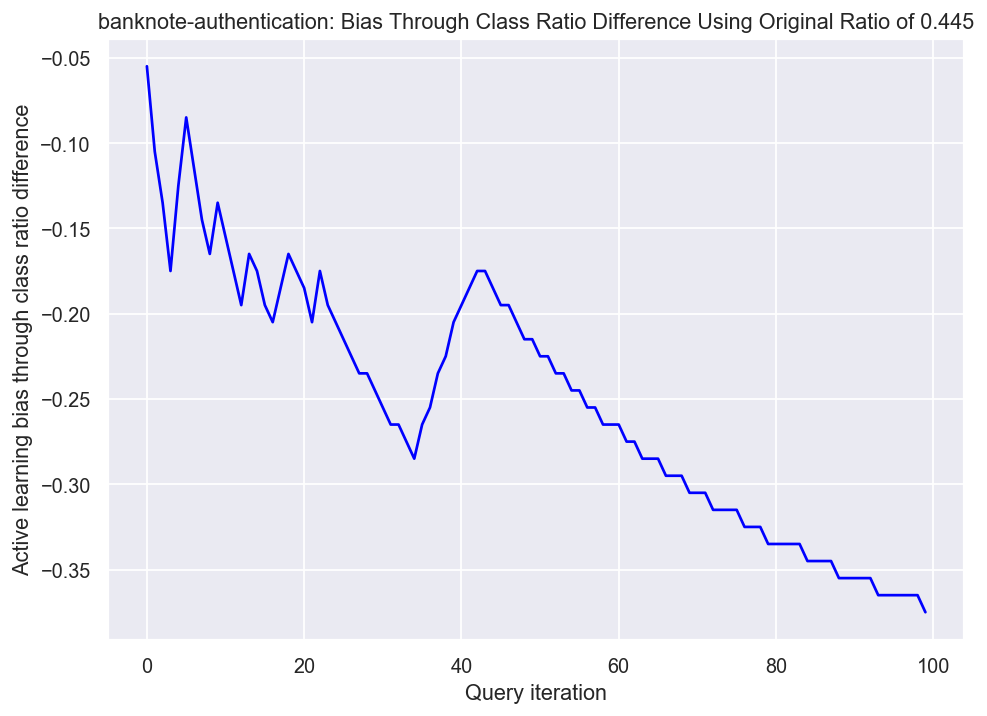 banknote-authentication: Bias Through Class Ratio Difference Using Original Ratio of 0.445
Active learning bias through class ratio difference
−0.05
−0.10
−0.15
−0.20
−0.25
−0.30
−0.35
0 20 40 60 80 100
Query iteration